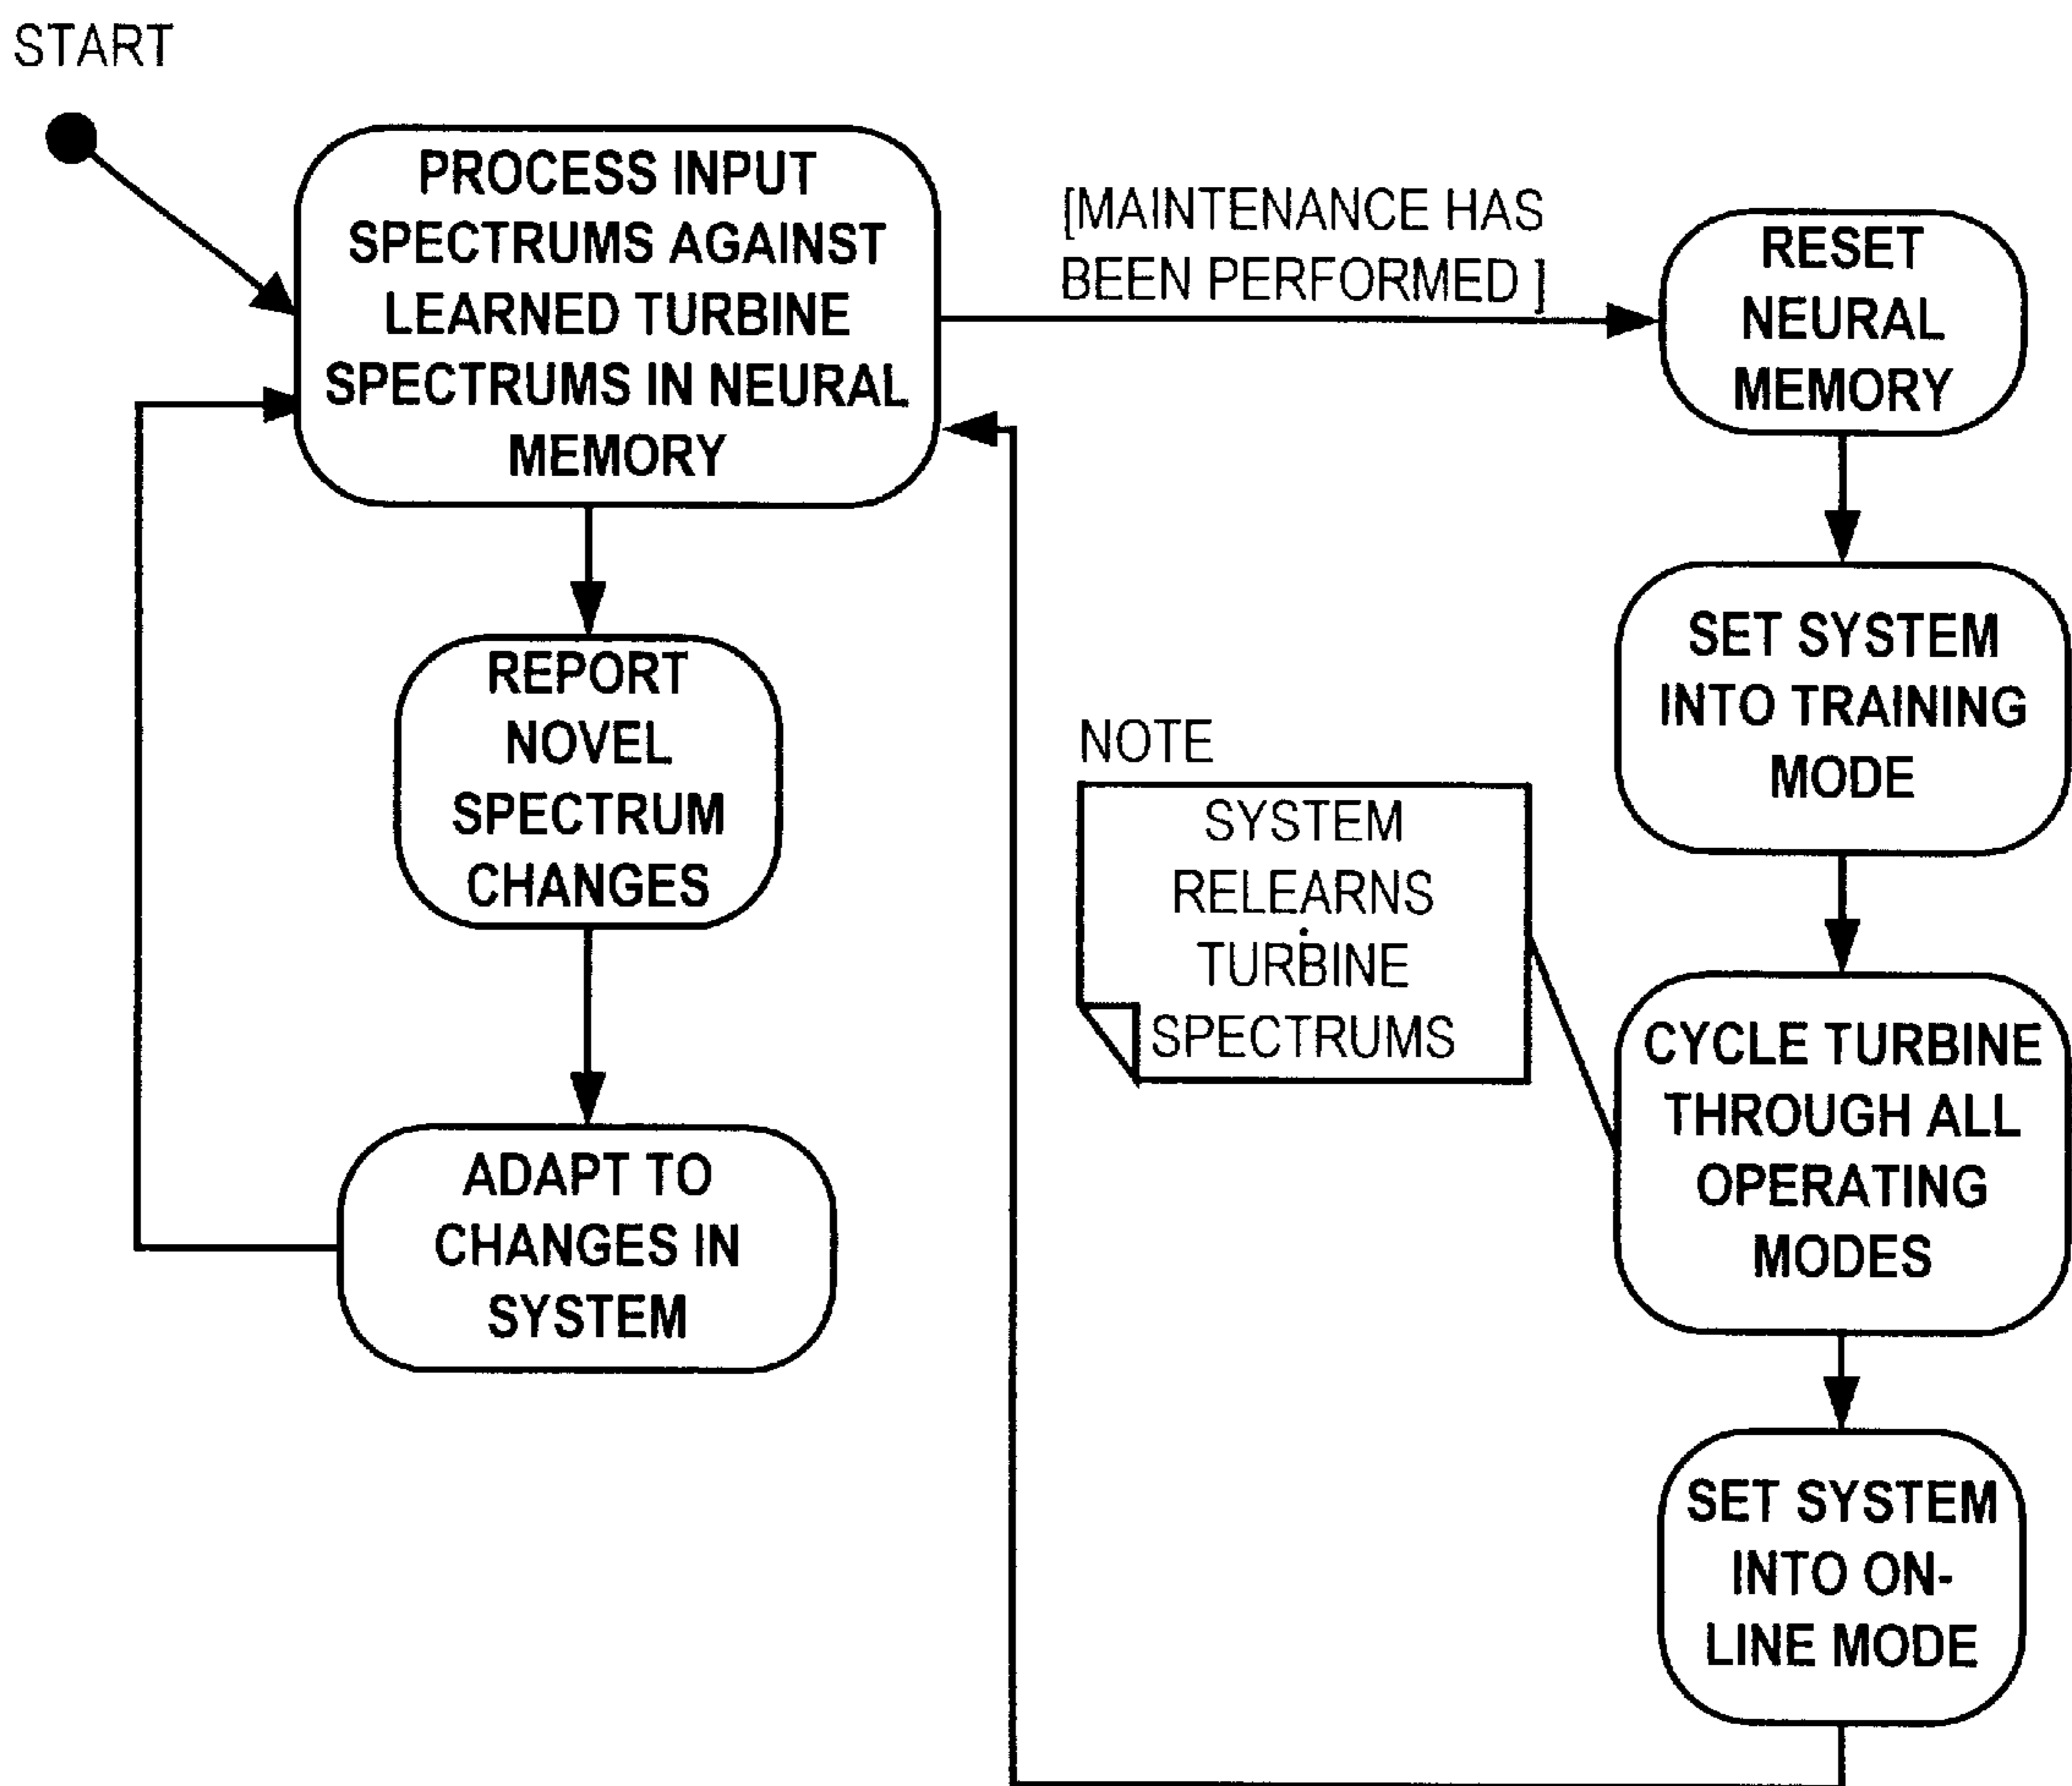 START
PROCESS INPUT
SPECTRUMS AGAINST
LEARNED TURBINE
SPECTRUMS IN NEURAL
MEMORY
[MAINTENANCE HAS
BEEN PERFORMED ]
RESET
NEURAL
MEMORY
REPORT
NOVEL
SPECTRUM
CHANGES
SET SYSTEM
INTO TRAINING
MODE
NOTE
SYSTEM
RELEARNS
TURBINE
SPECTRUMS
CYCLE TURBINE
THROUGH ALL
OPERATING
MODES
ADAPT TO
CHANGES IN
SYSTEM
SET SYSTEM
INTO ON-
LINE MODE